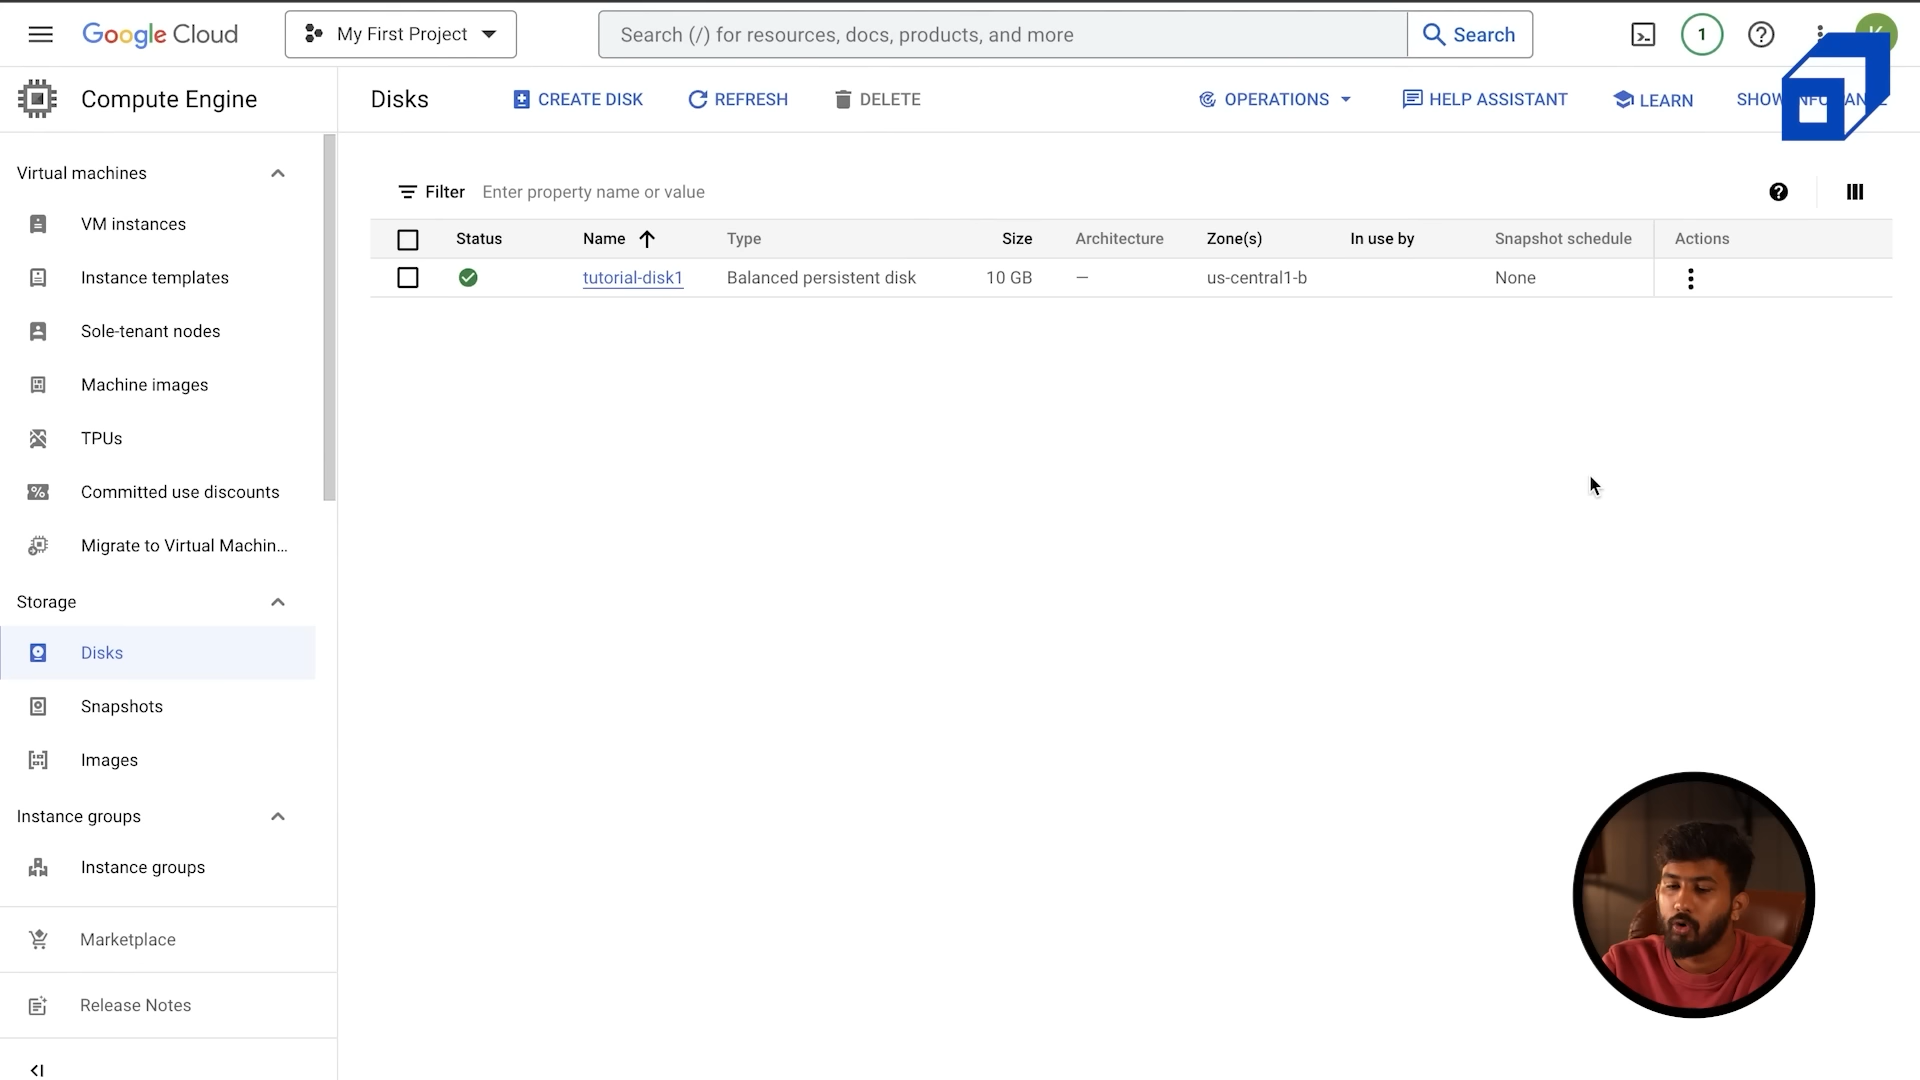 Google Cloud
My First Project
Search (/) for resources, docs, products, and more
Search
1
Compute Engine
Disks
CREATE DISK
REFRESH
DELETE
OPERATIONS
HELP ASSISTANT
LEARN
SHOW
Virtual machines
VM instances
Instance templates
Sole-tenant nodes
Machine images
TPUs
Committed use discounts
Migrate to Virtual Machin...
Storage
Disks
Snapshots
Images
Instance groups
Instance groups
Marketplace
Release Notes
Filter Enter property name or value
Status Name Type Size Architecture Zone(s) In use by Snapshot schedule Actions
tutorial-disk1 Balanced persistent disk 10 GB — us-central1-b None